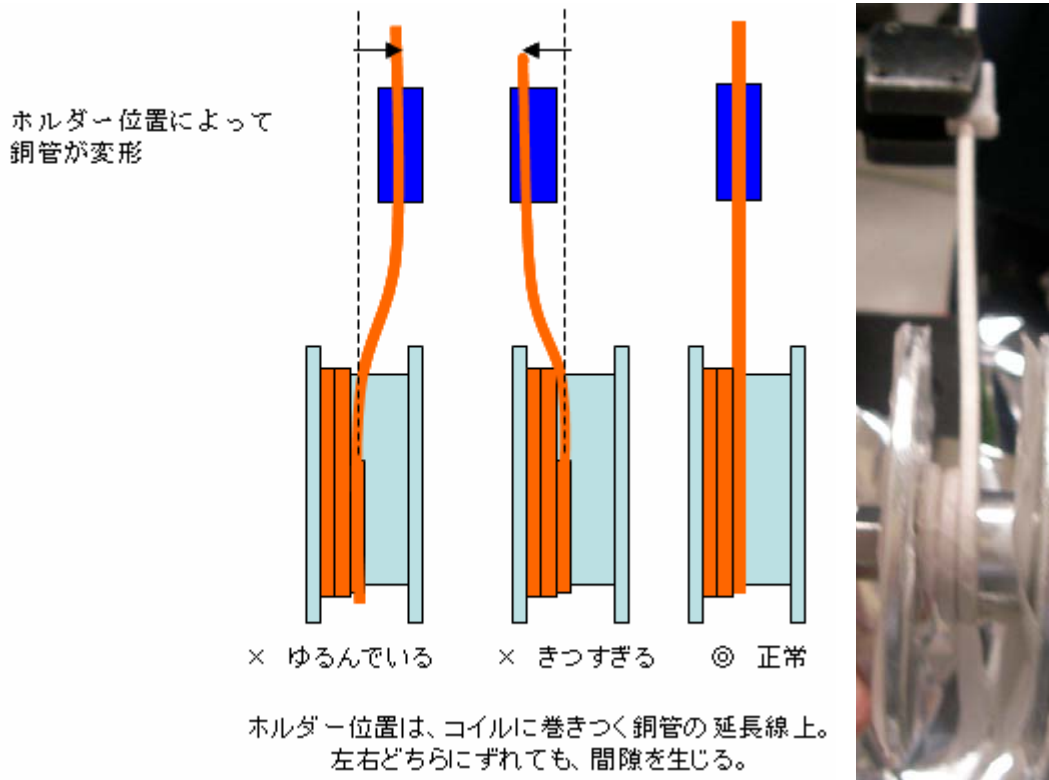 ホルダー位置によって
銅管が変形
× ゆるんでいる
× きつすぎる
◎ 正常
ホルダー位置は、コイルに巻きつく銅管の延長線上。
左右どちらにずれても、間隙を生じる。